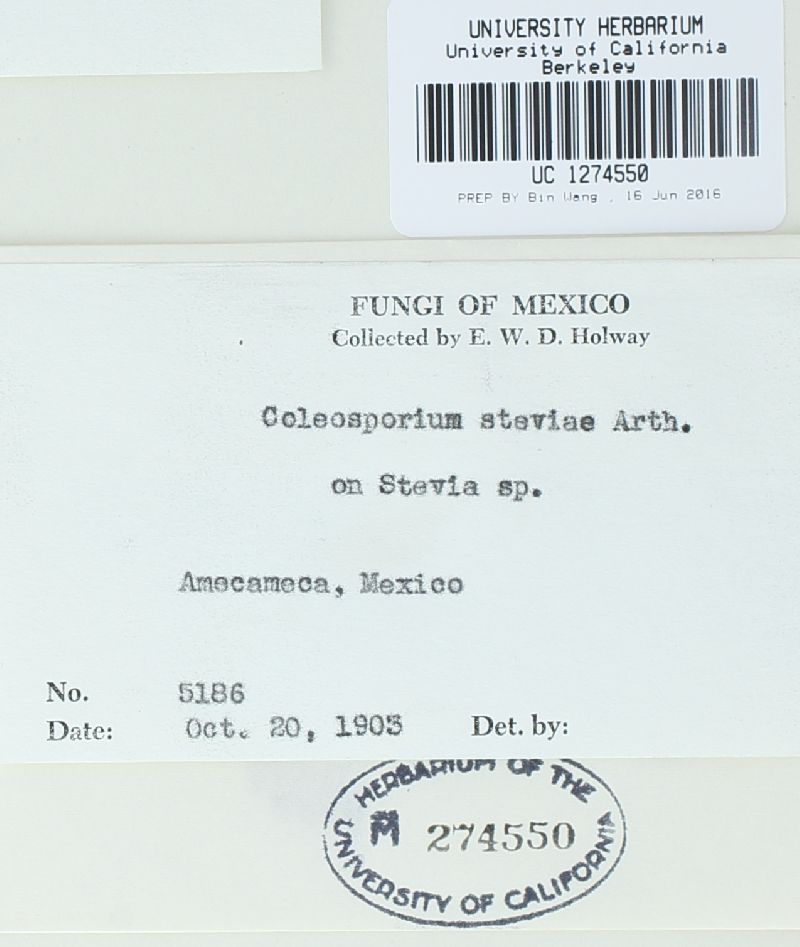 UNIVERSITY HERBARIUM
University of California
Berkeley
UC 1274550
PREP BY Bin Wang , 16 Jun 2016
FUNGI OF MEXICO
Collected by E. W. D. Holway
Coleosporium steviae Arth.
on Stevia sp.
Amecameca, Mexico
No. 5186
Date: Oct. 20, 1903 Det. by:
HERBARIUM OF THE
M 274550
UNIVERSITY OF CALIFORNIA